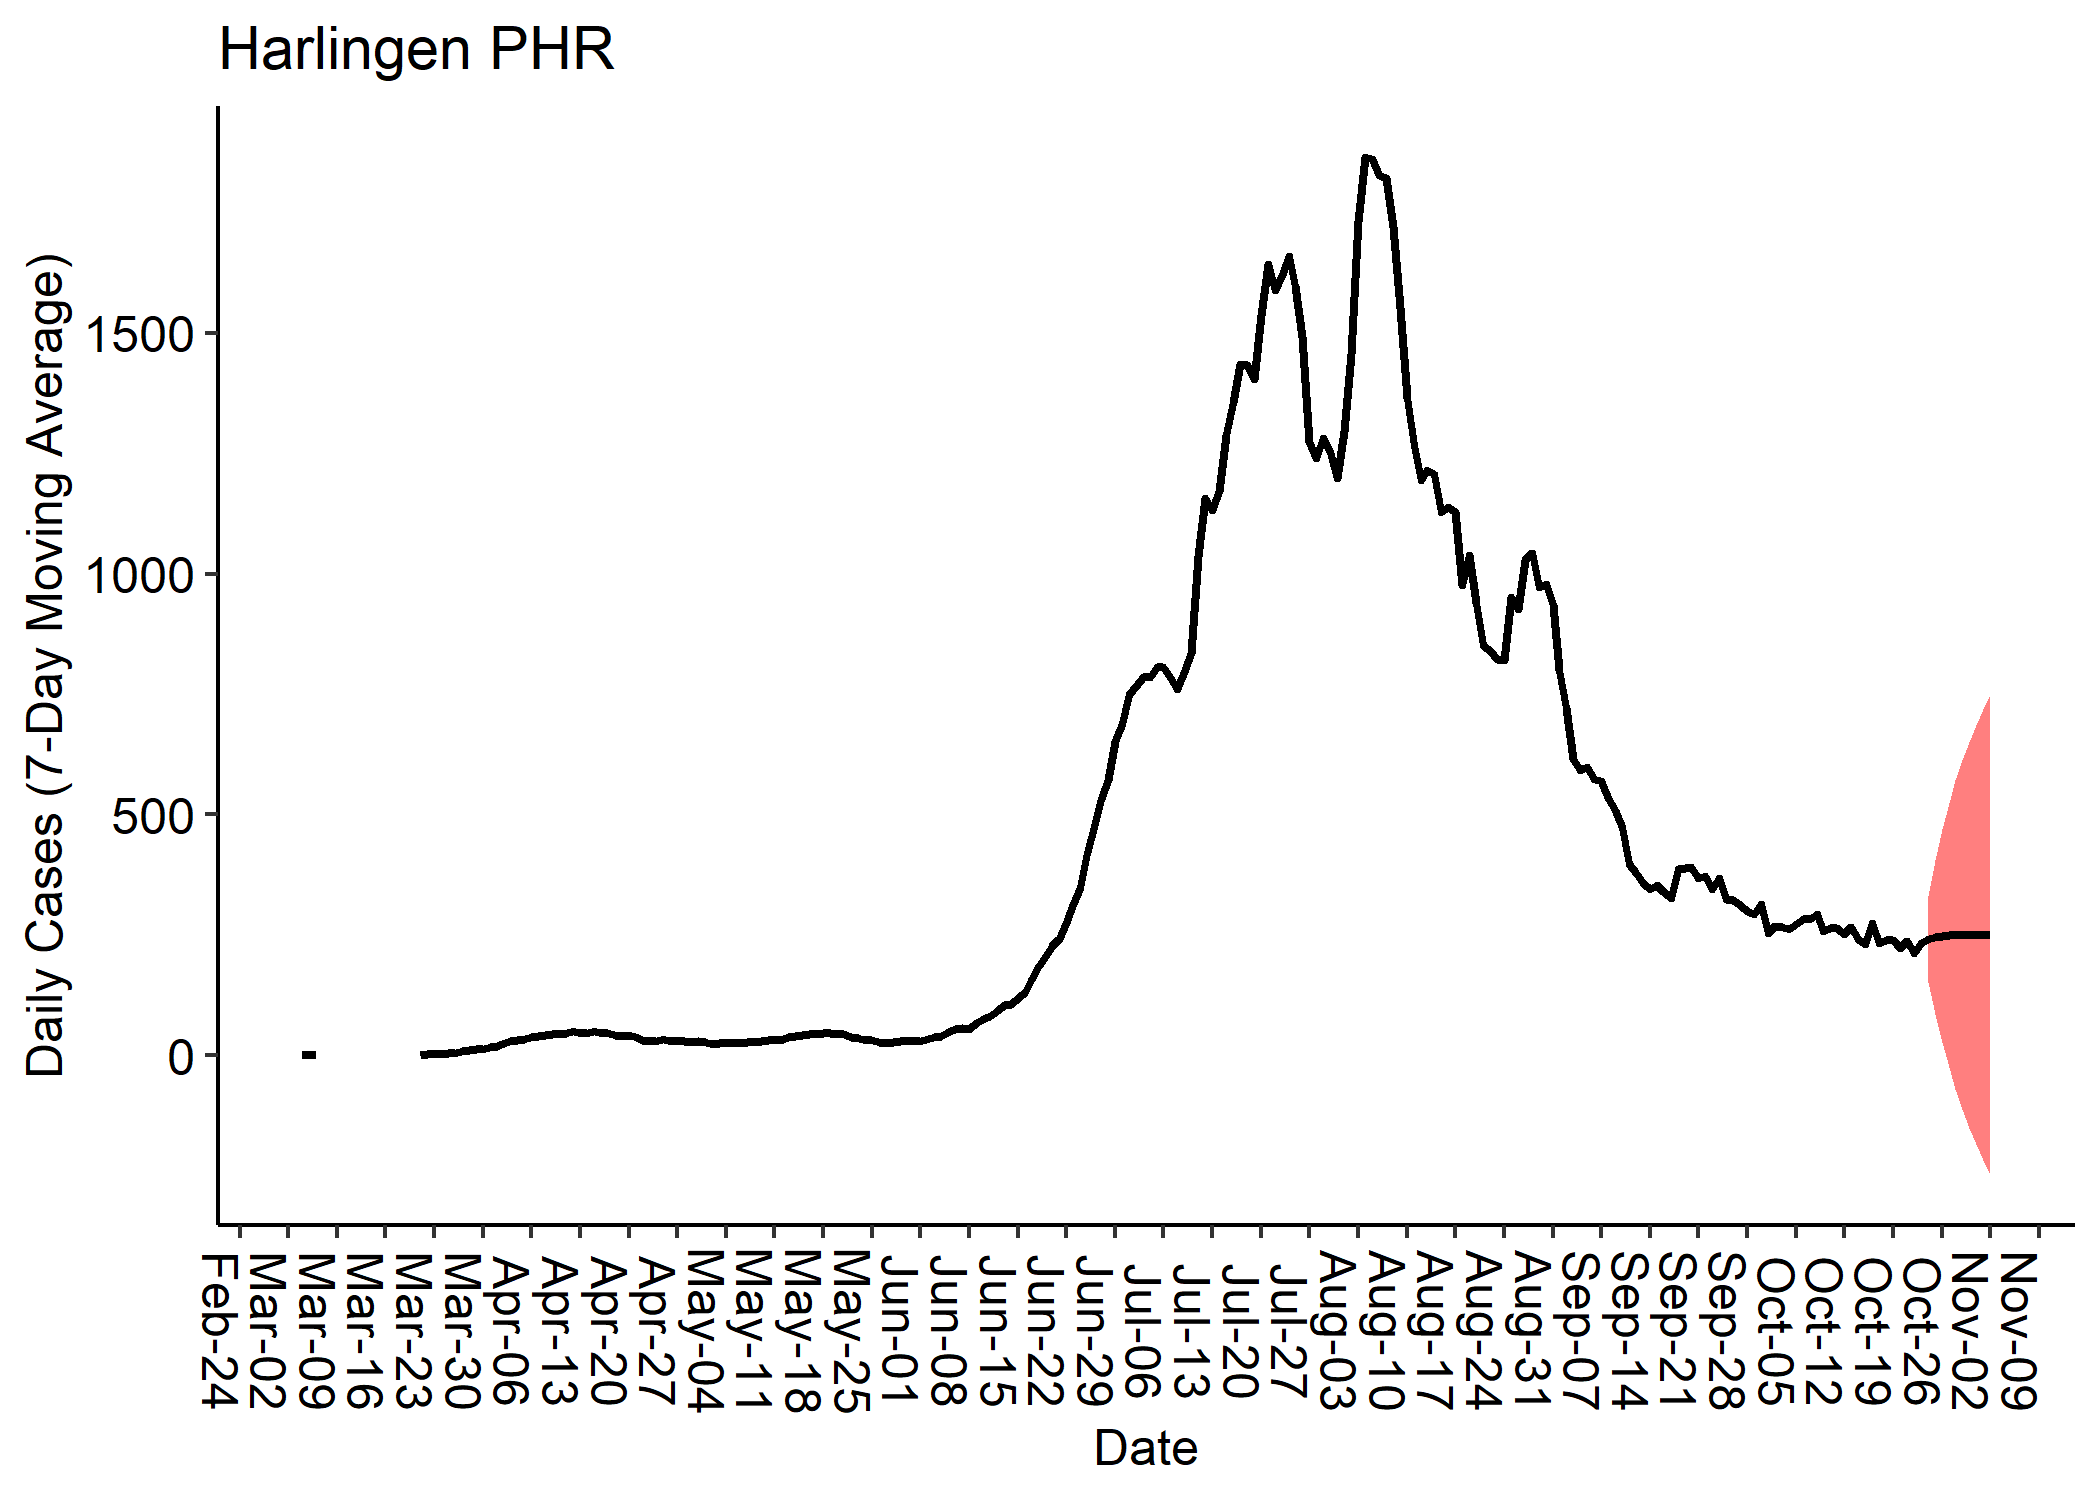 Harlingen PHR
Daily Cases (7-Day Moving Average)
1500
1000
500
0
Feb-24
Mar-02
Mar-09
Mar-16
Mar-23
Mar-30
Apr-06
Apr-13
Apr-20
Apr-27
May-04
May-11
May-18
May-25
Jun-01
Jun-08
Jun-15
Jun-22
Jun-29
Jul-06
Jul-13
Jul-20
Jul-27
Aug-03
Aug-10
Aug-17
Aug-24
Aug-31
Sep-07
Sep-14
Sep-21
Sep-28
Oct-05
Oct-12
Oct-19
Oct-26
Nov-02
Nov-09
Date